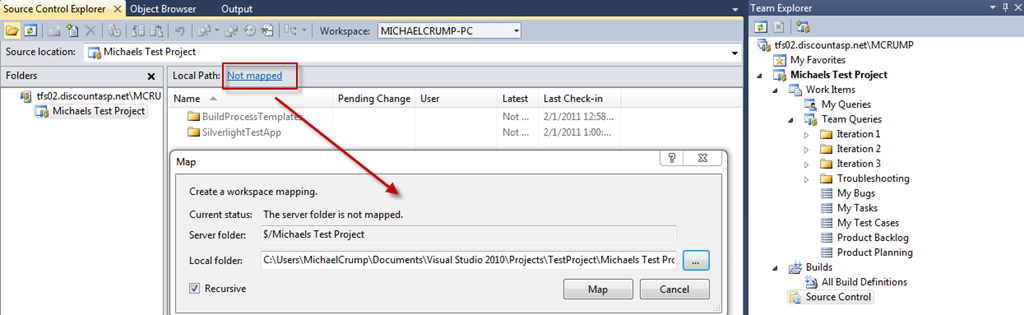 Source Control Explorer Object Browser Output
Workspace: MICHAELCRUMP-PC
Source location: Michaels Test Project
Folders
tfs02.discountasp.net\MCRU
Michaels Test Project
Local Path: Not mapped
Name Pending Change User Latest Last Check-in
BuildProcessTemplates Not ... 2/1/2011 12:58...
SilverlightTestApp Not ... 2/1/2011 1:00:...
Map
Create a workspace mapping.
Current status: The server folder is not mapped.
Server folder: $/Michaels Test Project
Local folder: C:\Users\MichaelCrump\Documents\Visual Studio 2010\Projects\TestProject\Michaels Test Pro
...
Recursive
Map Cancel
Team Explorer
tfs02.discountasp.net\MCRUMP
My Favorites
Michaels Test Project
Work Items
My Queries
Team Queries
Iteration 1
Iteration 2
Iteration 3
Troubleshooting
My Bugs
My Tasks
My Test Cases
Product Backlog
Product Planning
Builds
All Build Definitions
Source Control